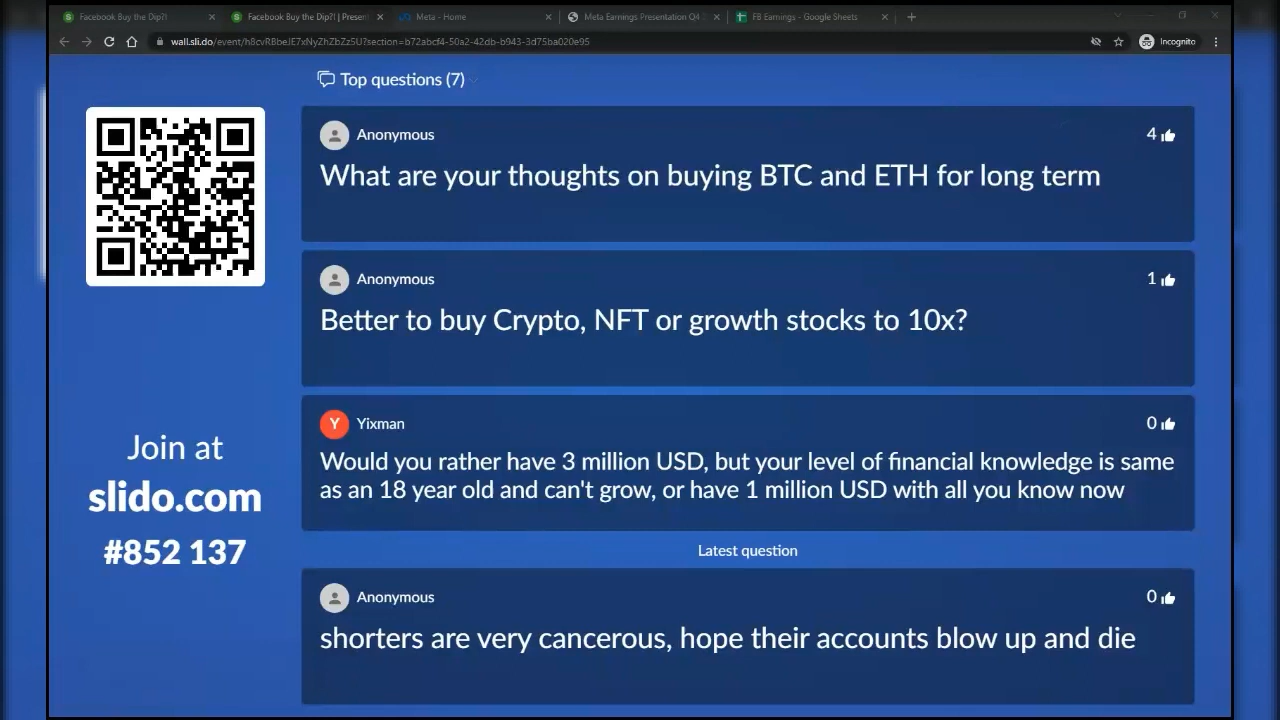 Facebook Buy the Dip?!
Facebook Buy the Dip?! | Present
Meta - Home
Meta Earnings Presentation Q4
FB Earnings - Google Sheets
Incognito
Top questions (7)
Anonymous
4
What are your thoughts on buying BTC and ETH for long term
Anonymous
1
Better to buy Crypto, NFT or growth stocks to 10x?
Y
Yixman
0
Would you rather have 3 million USD, but your level of financial knowledge is same
as an 18 year old and can't grow, or have 1 million USD with all you know now
Latest question
Anonymous
0
shorters are very cancerous, hope their accounts blow up and die
Join at
slido.com
#852 137